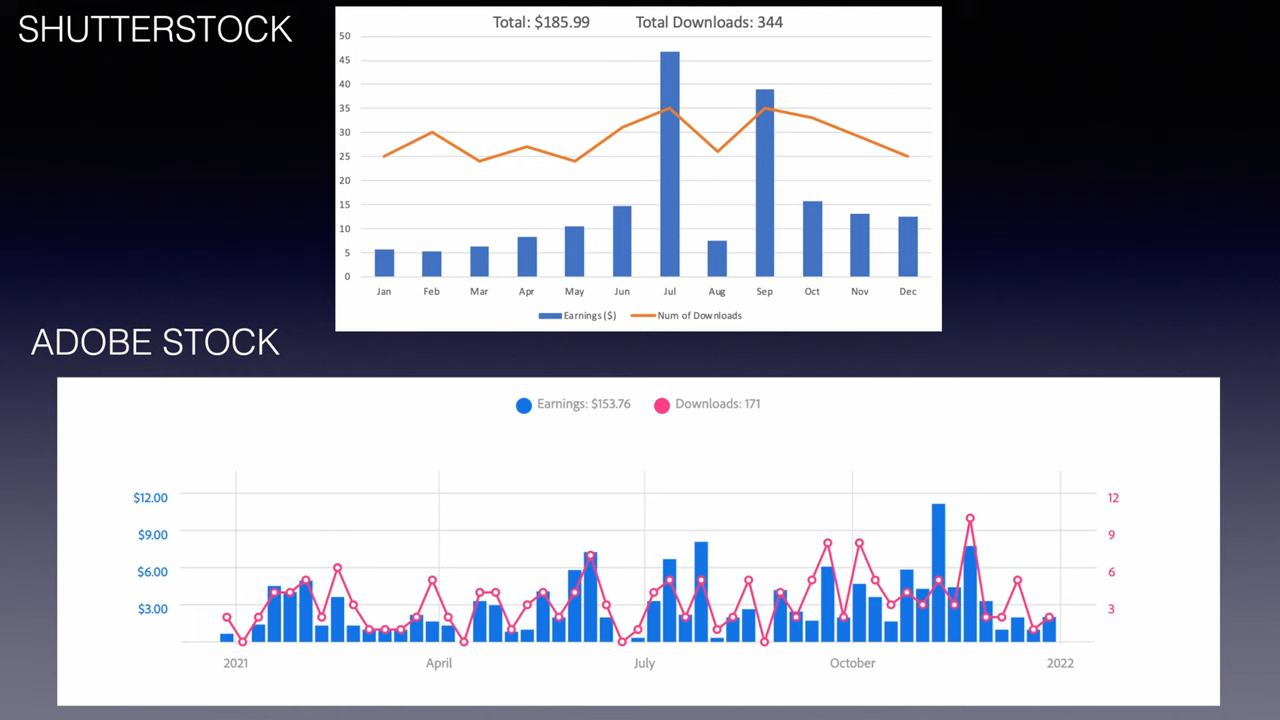 SHUTTERSTOCK
Total: $185.99 Total Downloads: 344
50
45
40
35
30
25
20
15
10
5
0
Jan Feb Mar Apr May Jun Jul Aug Sep Oct Nov Dec
Earnings ($) Num of Downloads
ADOBE STOCK
Earnings: $153.76 Downloads: 171
$12.00 12
$9.00 9
$6.00 6
$3.00 3
2021 April July October 2022